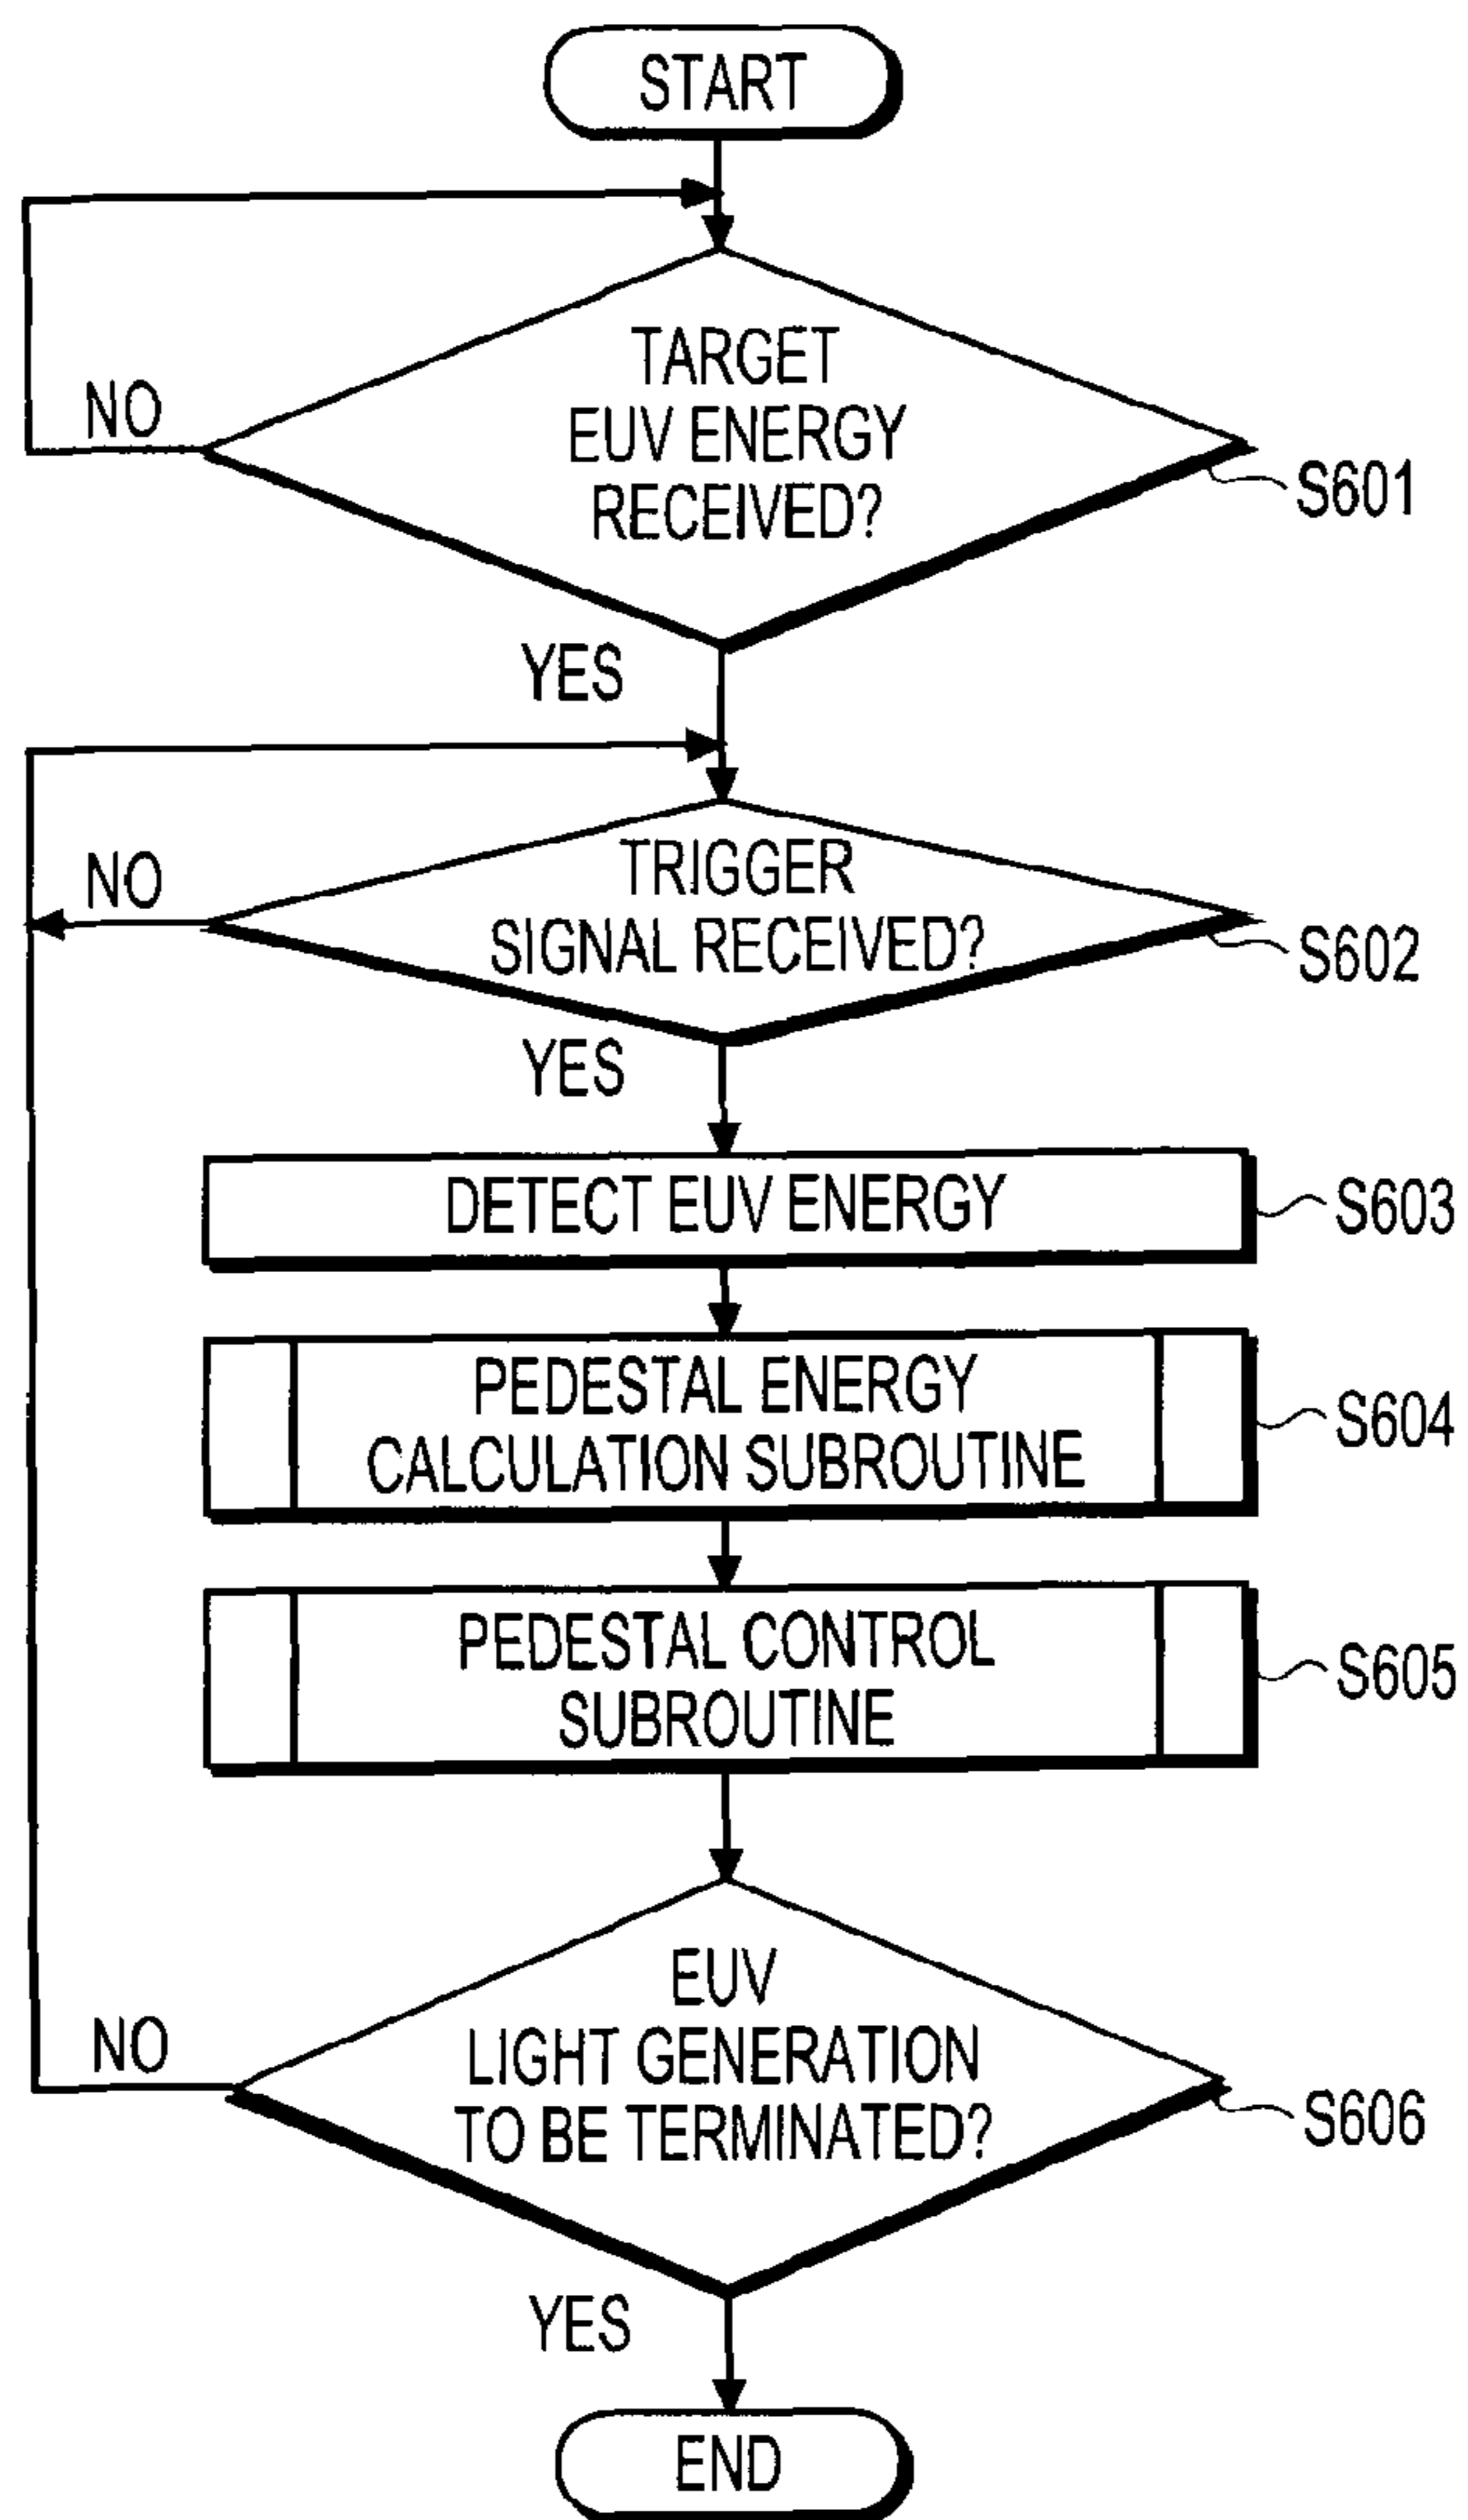 START
TARGET
EUV ENERGY
RECEIVED?
NO
S601
YES
TRIGGER
SIGNAL RECEIVED?
NO
S602
YES
DETECT EUV ENERGY
S603
PEDESTAL ENERGY
CALCULATION SUBROUTINE
S604
PEDESTAL CONTROL
SUBROUTINE
S605
EUV
LIGHT GENERATION
TO BE TERMINATED?
NO
S606
YES
END